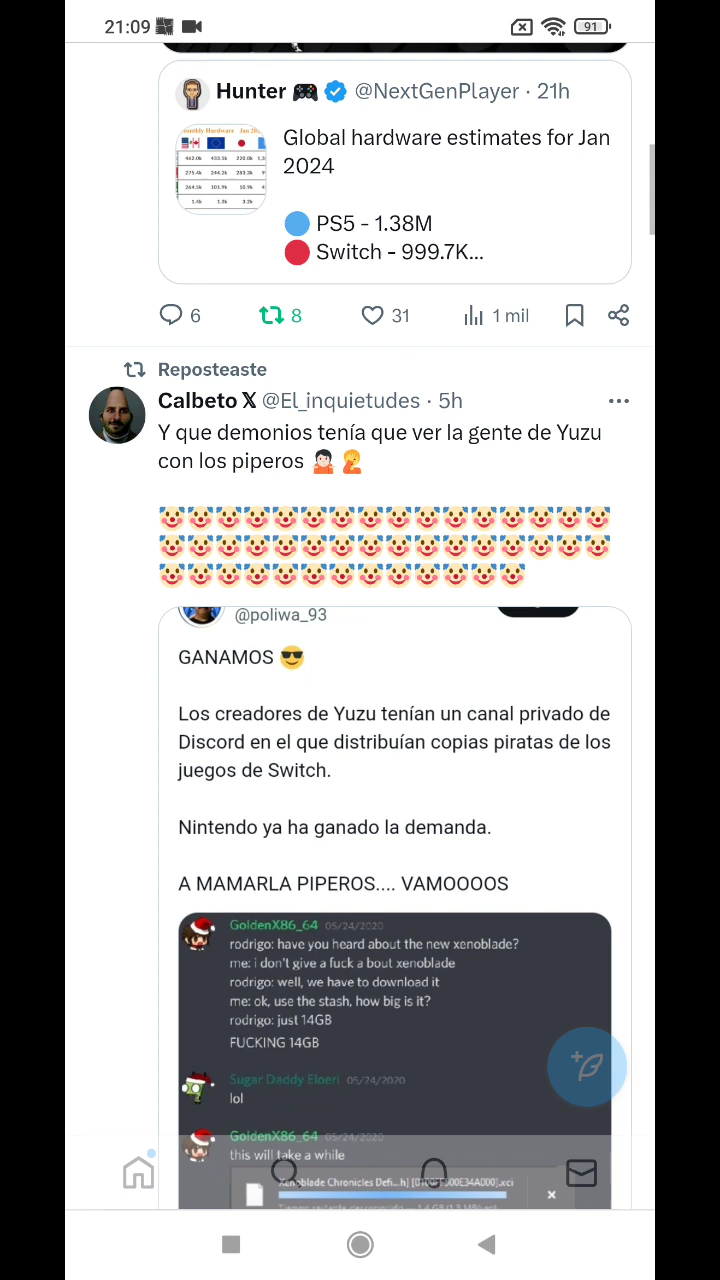 21:09
91
Hunter @NextGenPlayer · 21h
Global hardware estimates for Jan
2024
PS5 - 1.38M
Switch - 999.7K...
6
8
31
1 mil
Reposteaste
Calbeto X @El_inquietudes · 5h
Y que demonios tenía que ver la gente de Yuzu
con los piperos
@poliwa_93
GANAMOS
Los creadores de Yuzu tenían un canal privado de
Discord en el que distribuían copias piratas de los
juegos de Switch.
Nintendo ya ha ganado la demanda.
A MAMARLA PIPEROS.... VAMOOOOS
GoldenX86_64 05/24/2020
rodrigo: have you heard about the new xenoblade?
me: i don't give a fuck a bout xenoblade
rodrigo: well, we have to download it
me: ok, use the stash, how big is it?
rodrigo: just 14GB
FUCKING 14GB
Sugar Daddy Eloeri 05/24/2020
lol
GoldenX86_64 05/24/2020
this will take a while
Xenoblade Chronicles Defi...h]